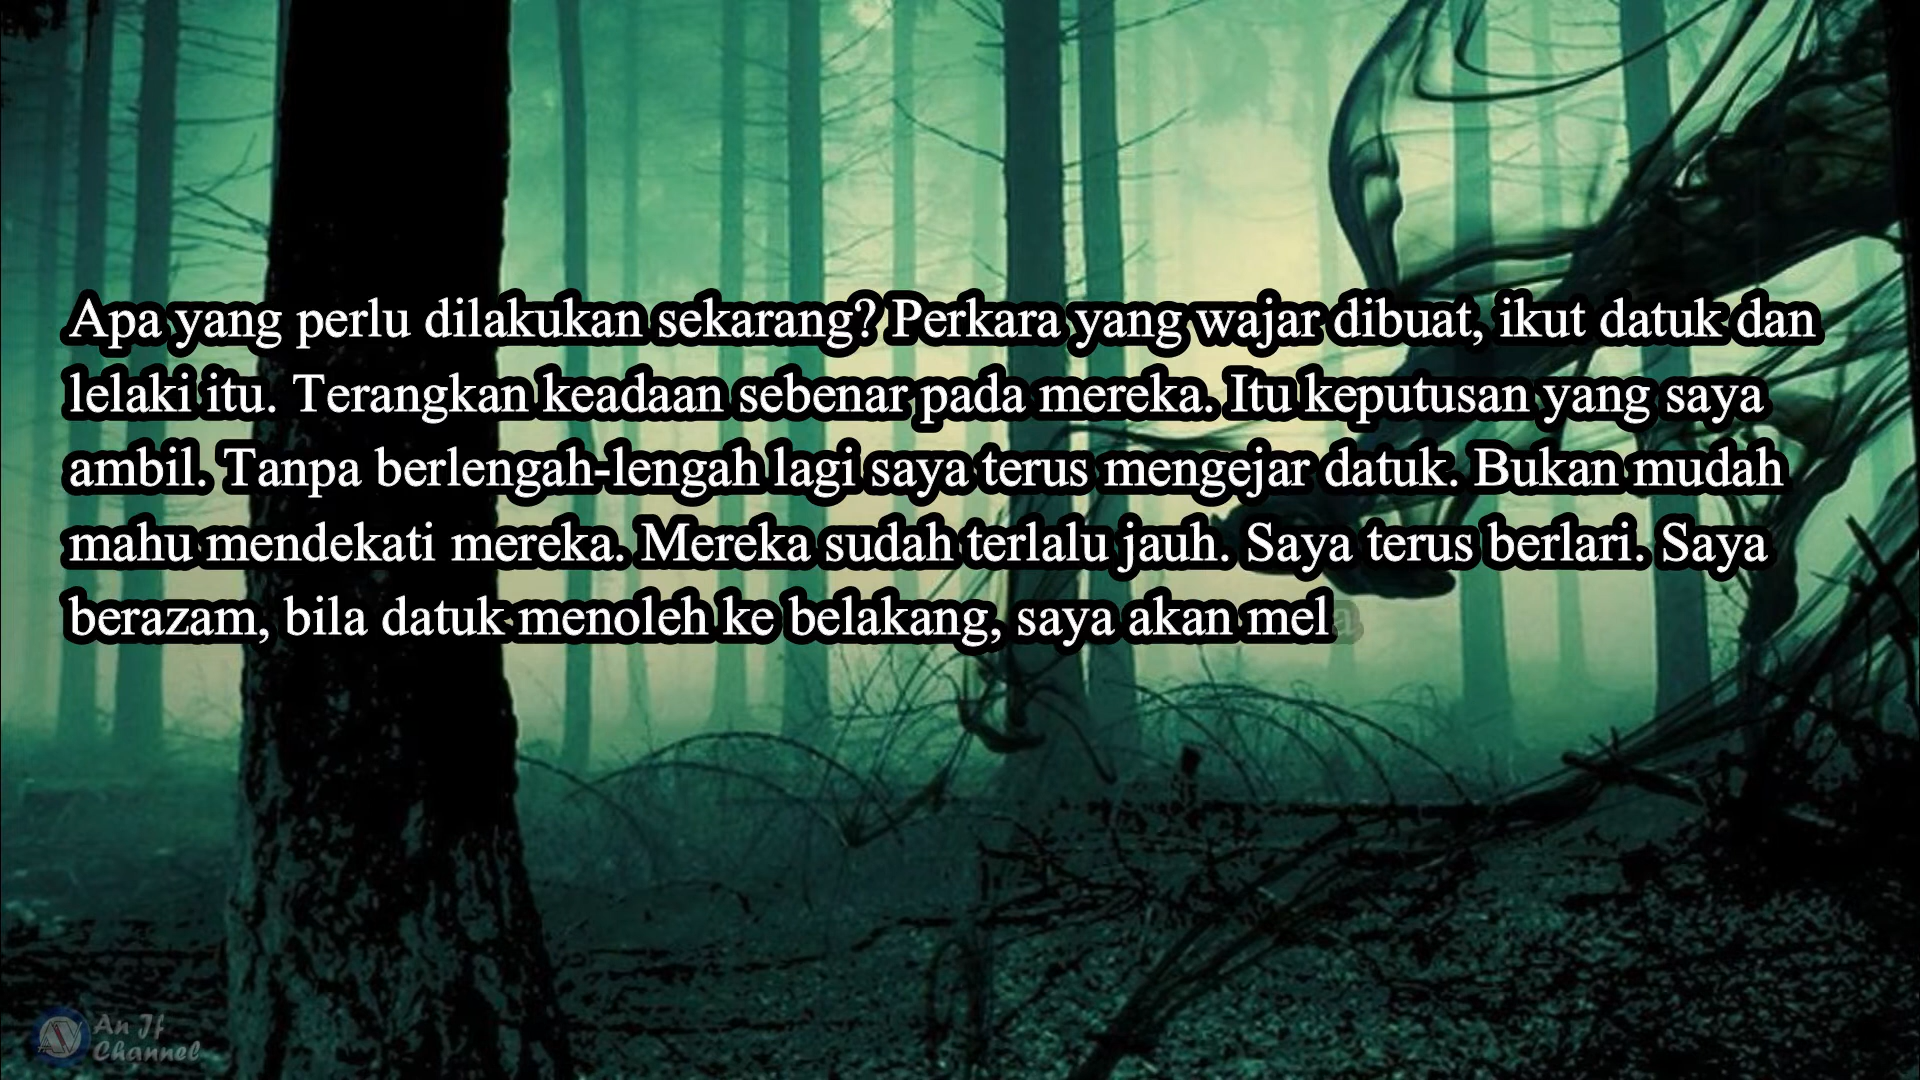 Apa yang perlu dilakukan sekarang? Perkara yang wajar dibuat, ikut datuk dan
lelaki itu. Terangkan keadaan sebenar pada mereka. Itu keputusan yang saya
ambil. Tanpa berlengah-lengah lagi saya terus mengejar datuk. Bukan mudah
mahu mendekati mereka. Mereka sudah terlalu jauh. Saya terus berlari. Saya
berazam, bila datuk menoleh ke belakang, saya akan mela
An If
Channel